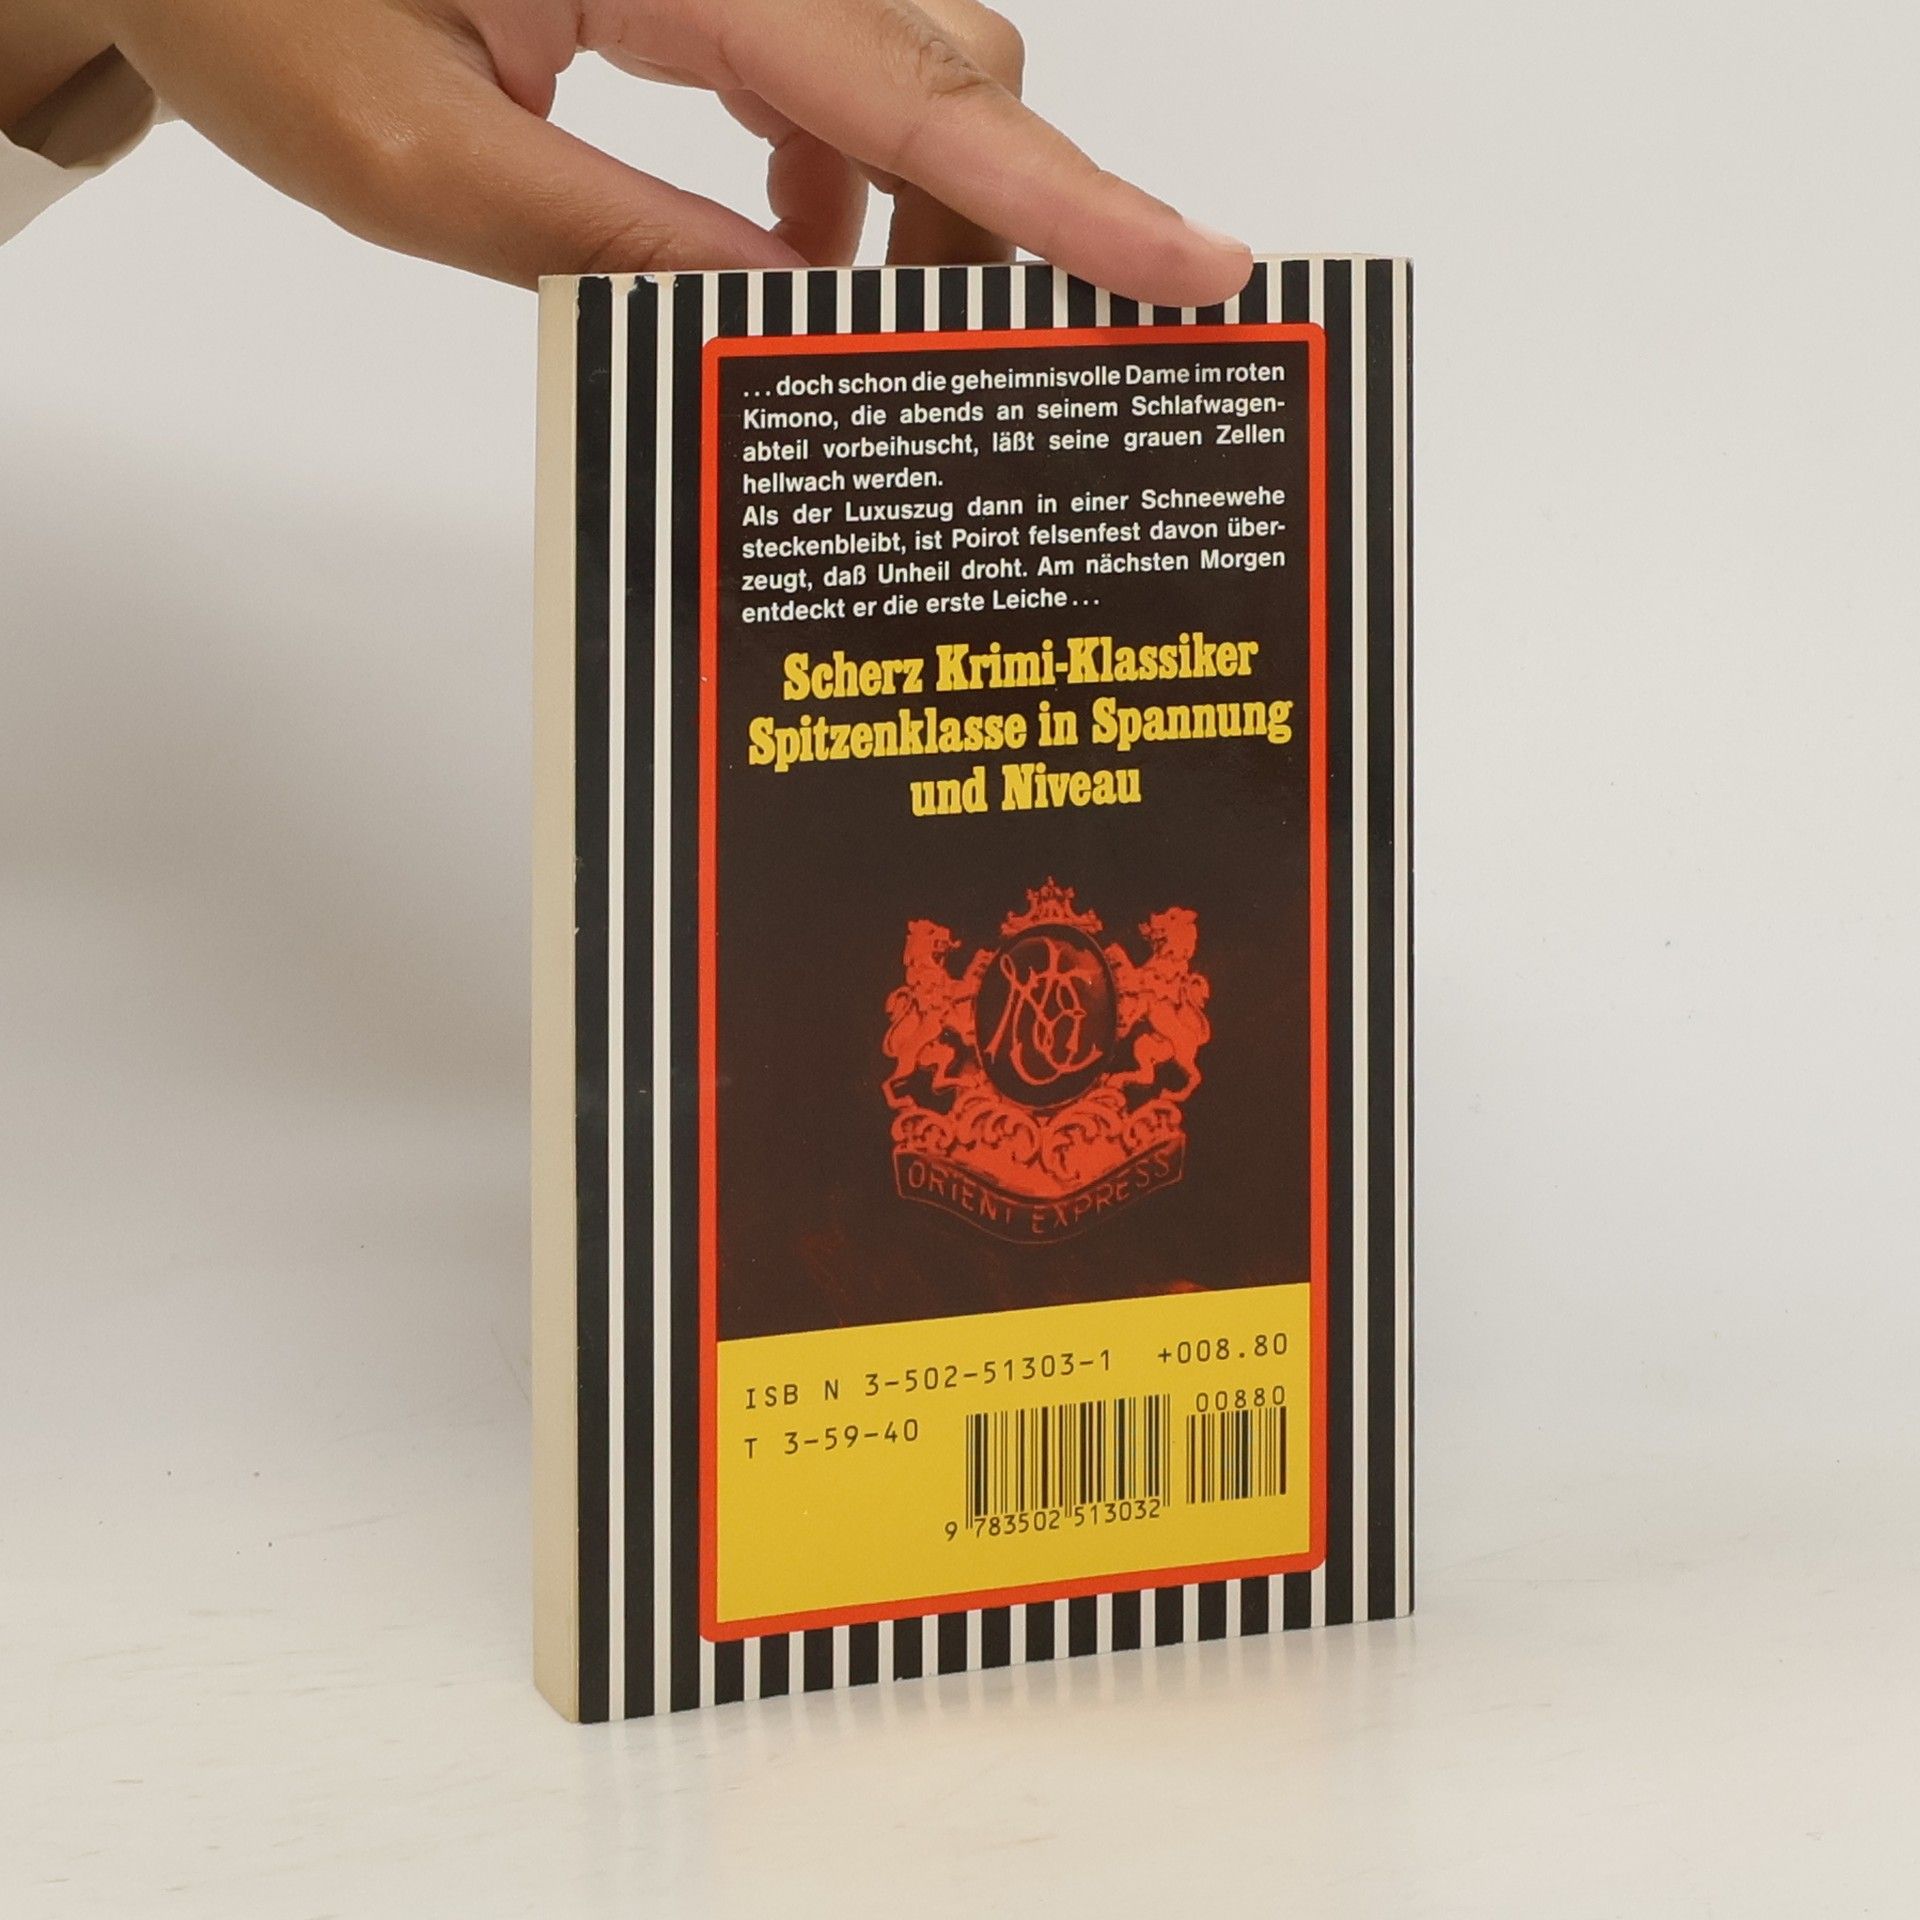 ...doch schon die geheimnisvolle Dame im roten
Kimono, die abends an seinem Schlafwagen-
abteil vorbeihuscht, läßt seine grauen Zellen
hellwach werden.
Als der Luxuszug dann in einer Schneewehe
steckenbleibt, ist Poirot felsenfest davon über-
zeugt, daß Unheil droht. Am nächsten Morgen
entdeckt er die erste Leiche...
Scherz Krimi-Klassiker
Spitzenklasse in Spannung
und Niveau
ORIENT EXPRESS
ISB N 3-502-51303-1 +008.80
T 3-59-40
00880
9 783502 513032